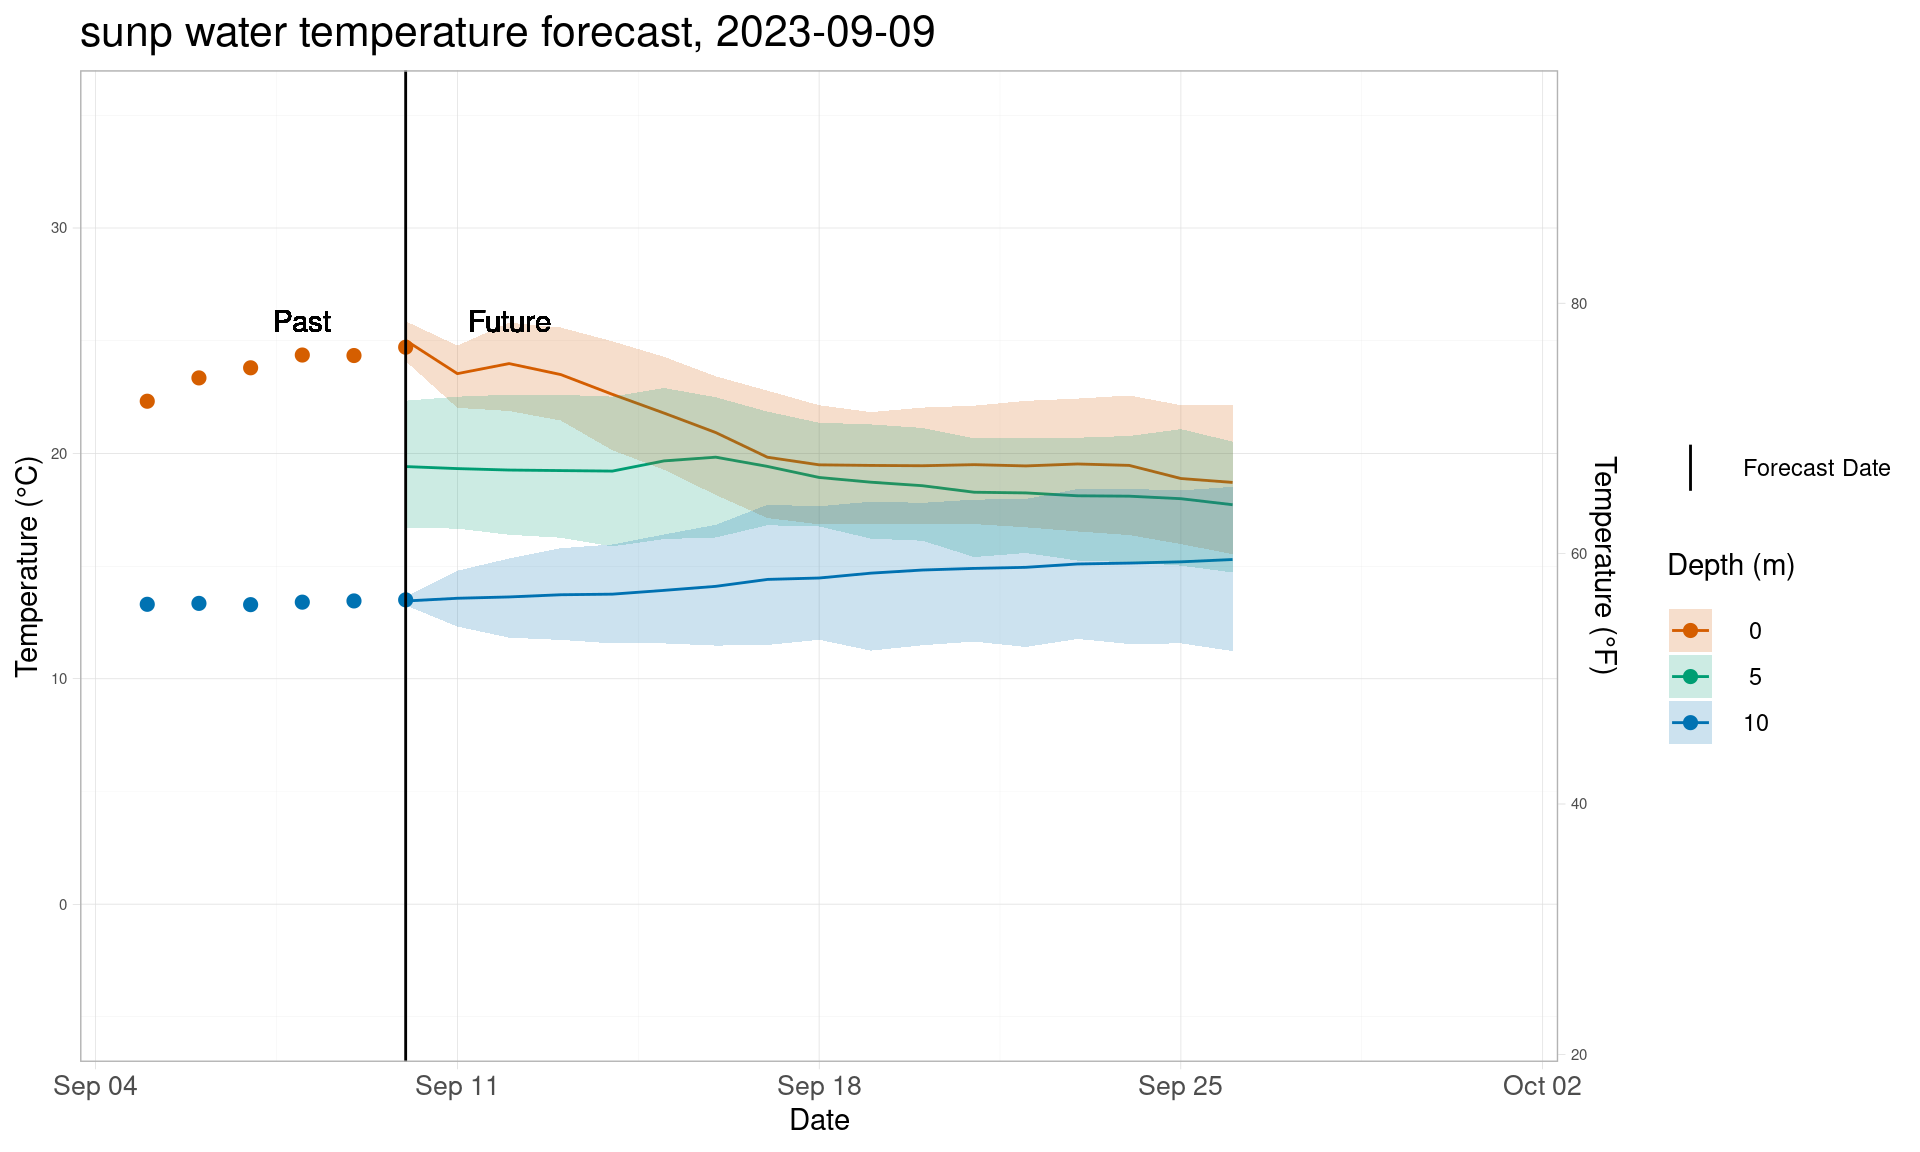 sunp water temperature forecast, 2023-09-09
Past
Future
30
20
10
0
80
60
40
20
Temperature (°C)
Temperature (°F)
Sep 04
Sep 11
Sep 18
Sep 25
Oct 02
Date
Forecast Date
Depth (m)
0
5
10